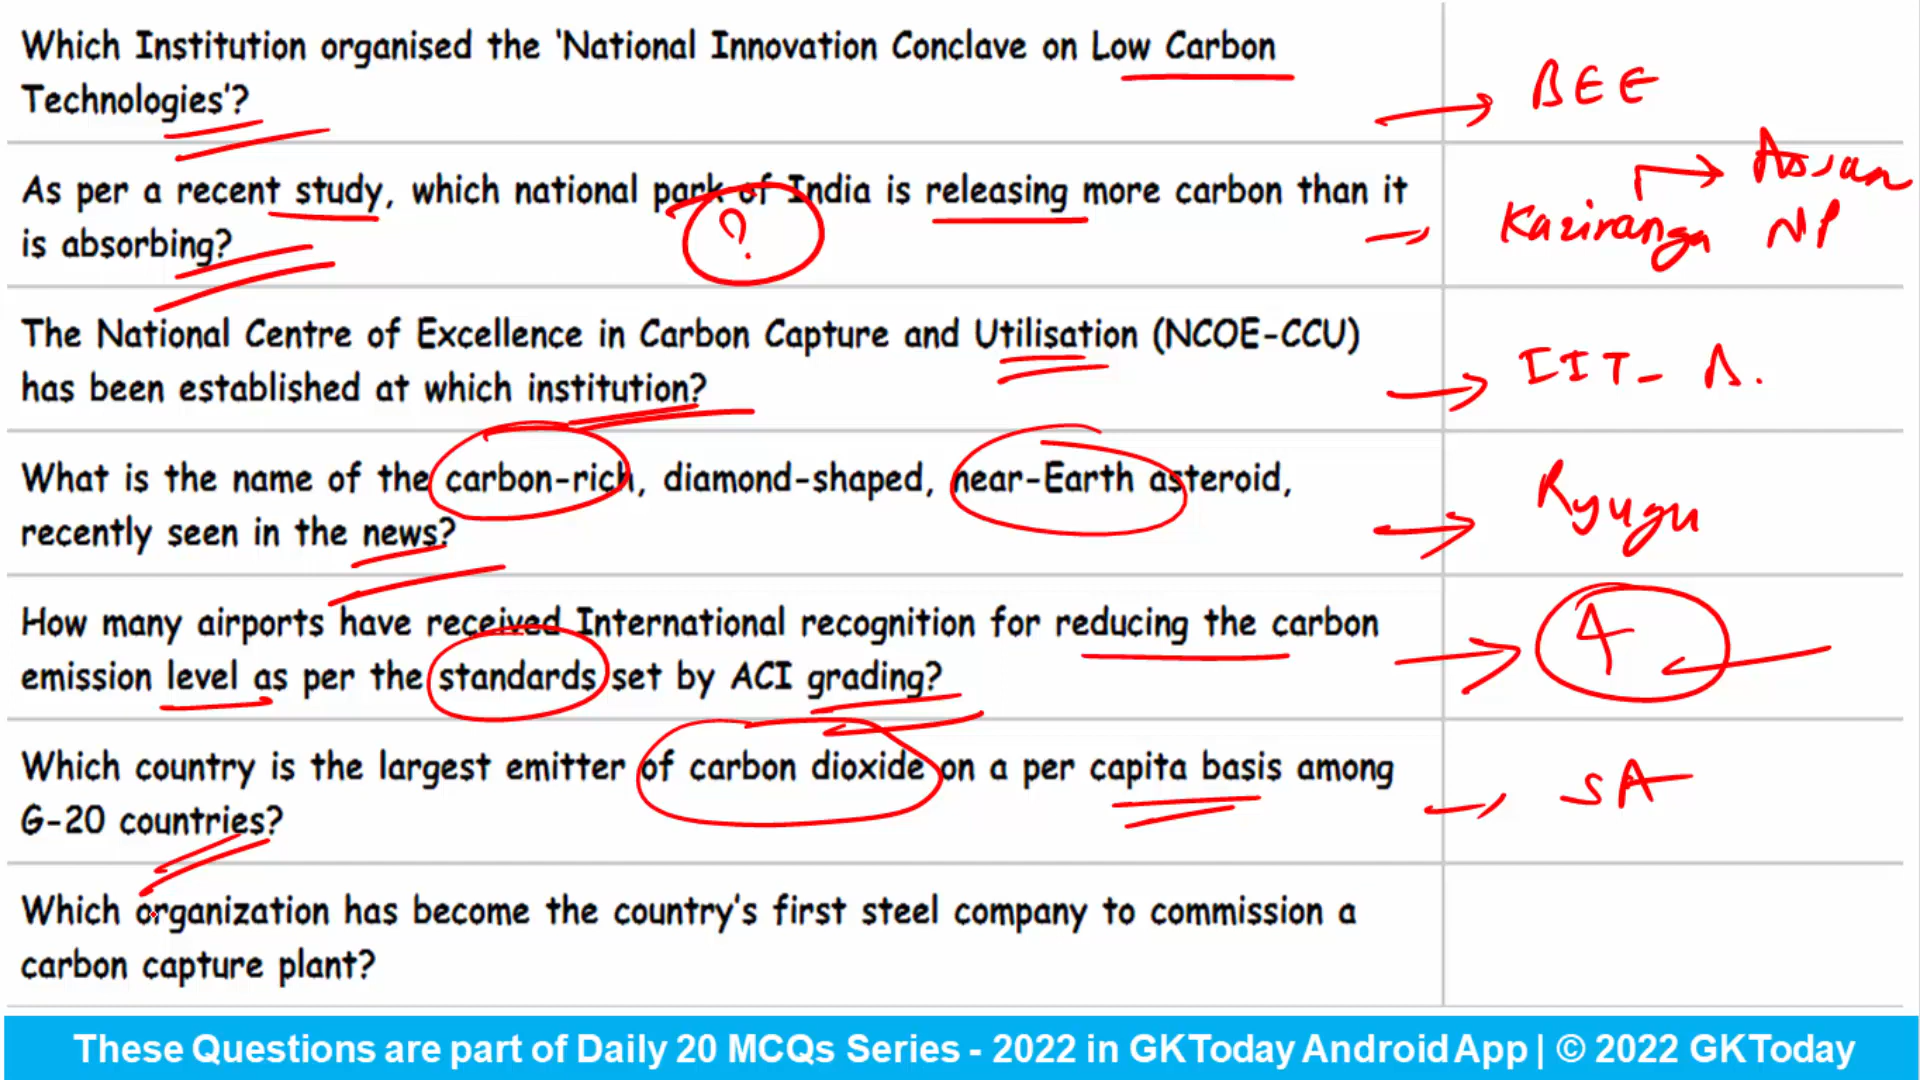 Which Institution organised the 'National Innovation Conclave on Low Carbon
Technologies'?
BEE
As per a recent study, which national park of India is releasing more carbon than it
is absorbing?
?
Assam
Kaziranga NP
The National Centre of Excellence in Carbon Capture and Utilisation (NCOE-CCU)
has been established at which institution?
IIT-
What is the name of the carbon-rich, diamond-shaped, near-Earth asteroid,
recently seen in the news?
Ryugu
How many airports have received International recognition for reducing the carbon
emission level as per the standards set by ACI grading?
4
Which country is the largest emitter of carbon dioxide on a per capita basis among
G-20 countries?
SA
Which organization has become the country's first steel company to commission a
carbon capture plant?
These Questions are part of Daily 20 MCQs Series - 2022 in GKToday Android App | © 2022 GKToday